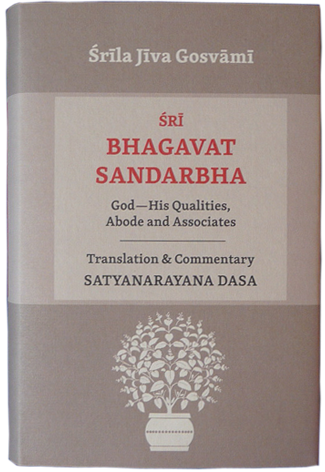 Śrīla Jīva Gosvāmī
ŚRĪ
BHAGAVAT
SANDARBHA
God—His Qualities,
Abode and Associates
Translation & Commentary
SATYANARAYANA DASA